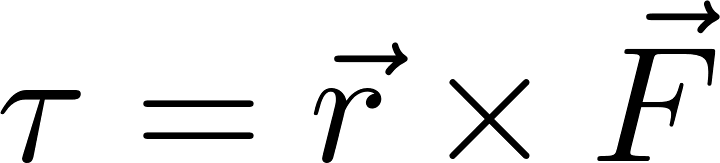 τ = r⃗ × F⃗